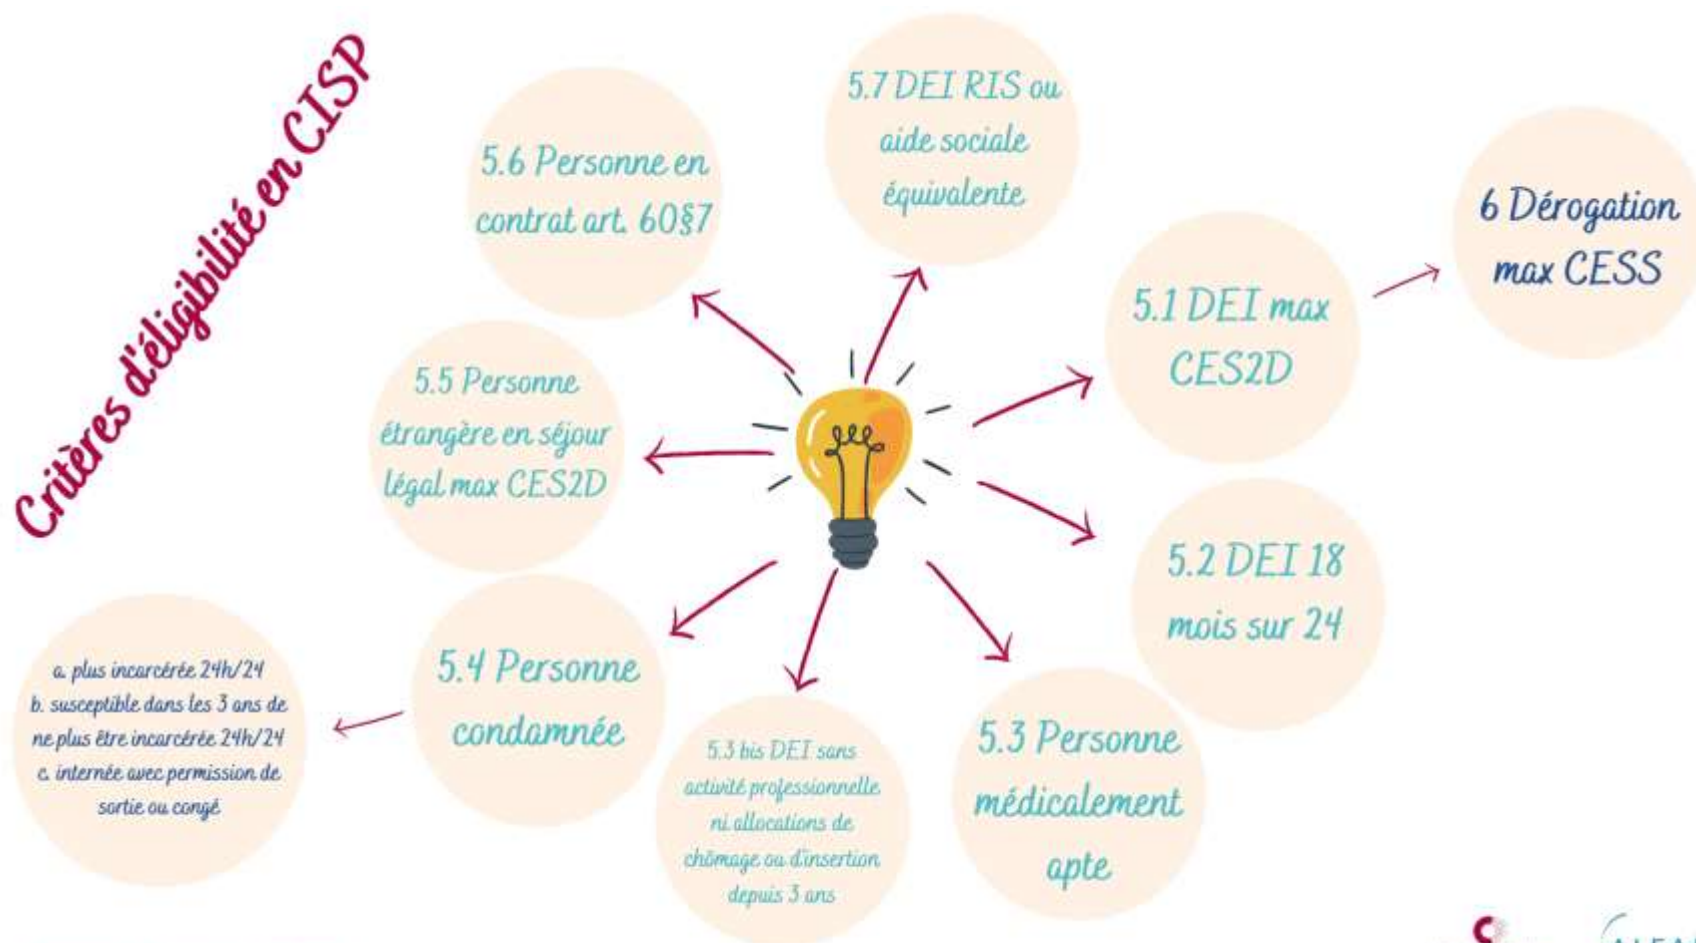 Critères d'éligibilité en CISP
5.7 DEI RIS ou
aide sociale
équivalente
5.6 Personne en
contrat art. 60§7
6 Dérogation
max CESS
5.1 DEI max
CES2D
5.5 Personne
étrangère en séjour
légal max CES2D
5.2 DEI 18
mois sur 24
5.4 Personne
condamnée
a. plus incarcérée 24h/24
b. susceptible dans les 3 ans de
ne plus être incarcérée 24h/24
c. internée avec permission de
sortie ou congé
5.3 bis DEI sans
activité professionnelle
ni allocations de
chômage ou d'insertion
depuis 3 ans
5.3 Personne
médicalement
apte